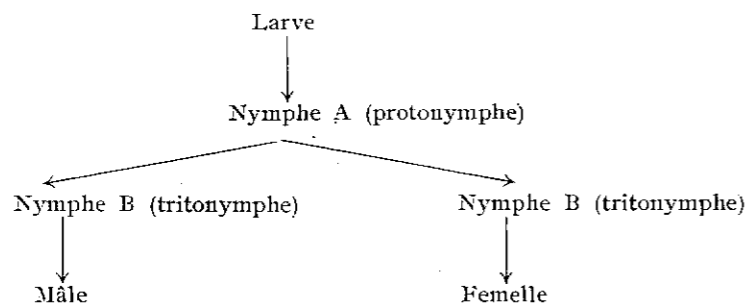 Larve
Nymphe A (protonymphe)
Nymphe B (tritonymphe) Nymphe B (tritonymphe)
Mâle Femelle